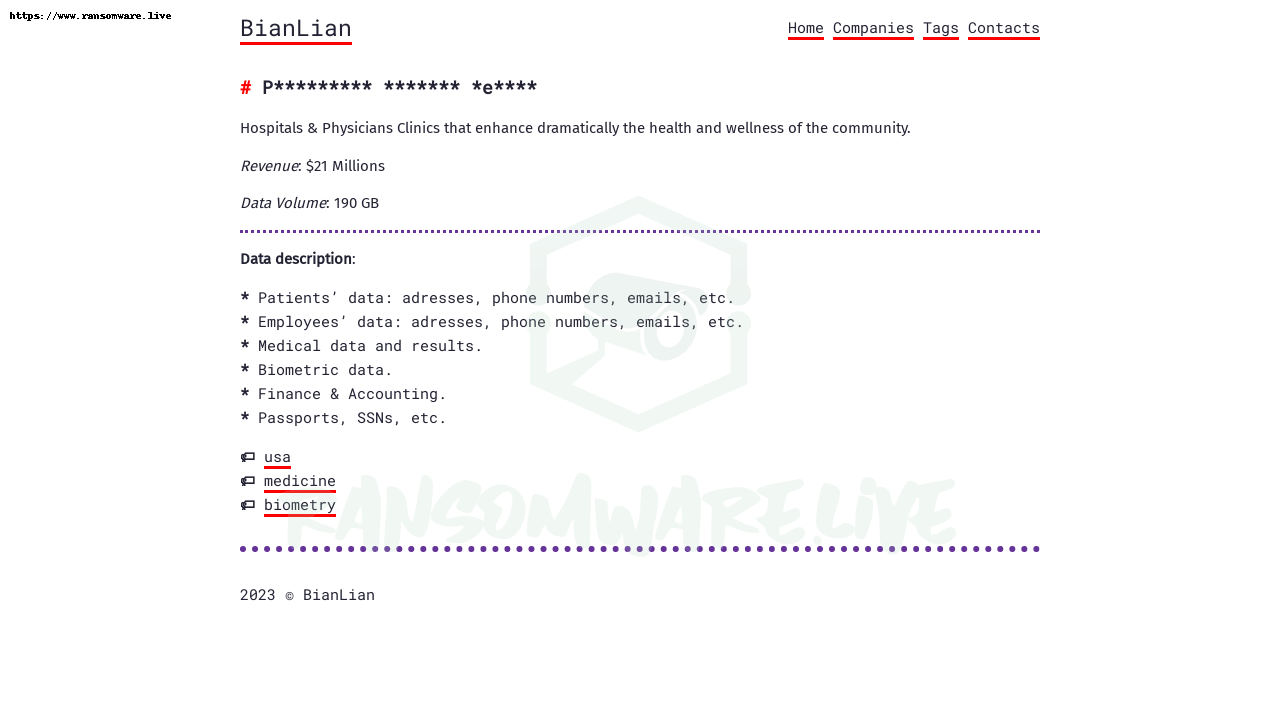 https://www.ransomware.live
BianLian
Home Companies Tags Contacts
# P********* ******* *e****
Hospitals & Physicians Clinics that enhance dramatically the health and wellness of the community.
Revenue: $21 Millions
Data Volume: 190 GB
Data description:
* Patients’ data: adresses, phone numbers, emails, etc.
* Employees’ data: adresses, phone numbers, emails, etc.
* Medical data and results.
* Biometric data.
* Finance & Accounting.
* Passports, SSNs, etc.
usa
medicine
biometry
RANSOMWARE.LIVE
2023 © BianLian